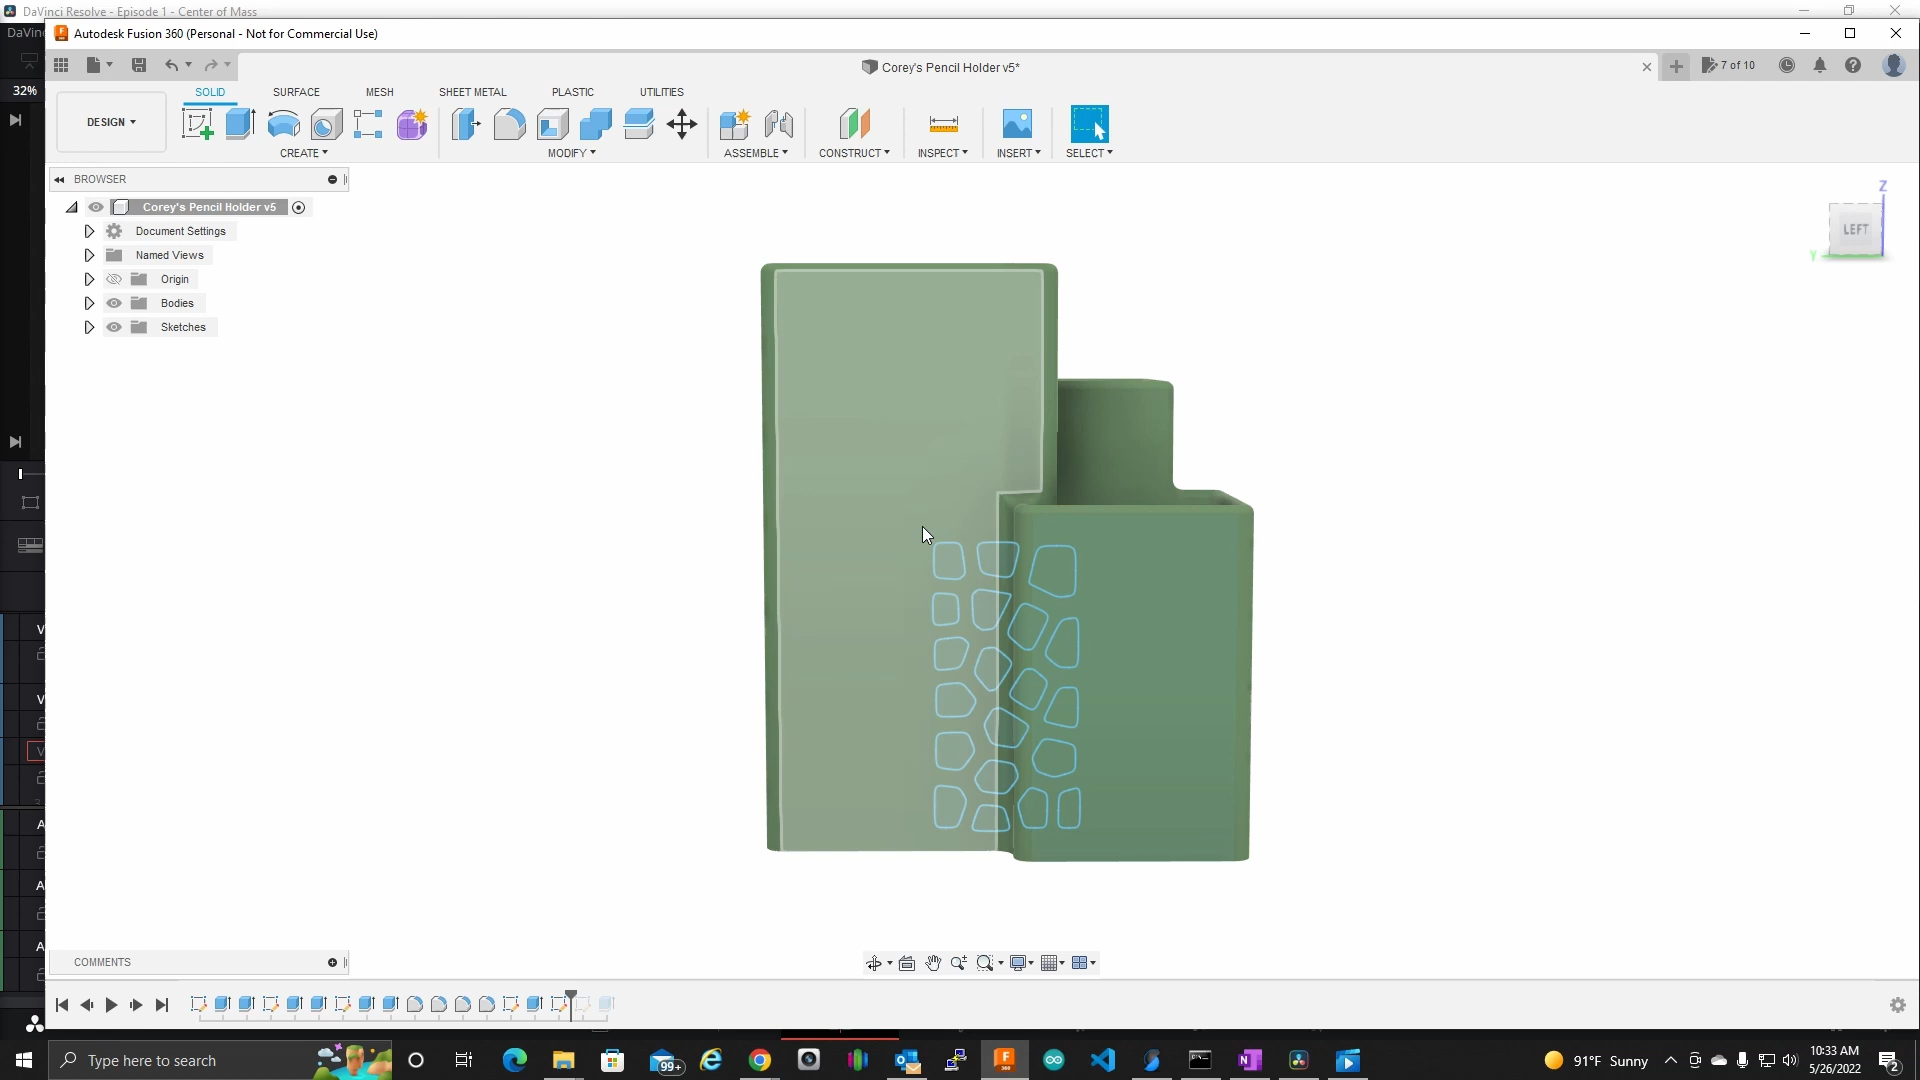 DaVinci Resolve - Episode 1 - Center of Mass
DaVin
Autodesk Fusion 360 (Personal - Not for Commercial Use)
Corey's Pencil Holder v5*
7 of 10
32%
DESIGN
SOLID
SURFACE
MESH
SHEET METAL
PLASTIC
UTILITIES
CREATE
MODIFY
ASSEMBLE
CONSTRUCT
INSPECT
INSERT
SELECT
BROWSER
Corey's Pencil Holder v5
Document Settings
Named Views
Origin
Bodies
Sketches
Z
LEFT
Y
V
V
V
A
A
A
COMMENTS
Type here to search
99+
91°F Sunny
10:33 AM
5/26/2022
2